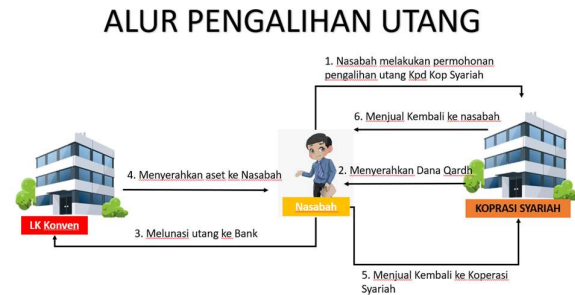 ALUR PENGALIHAN UTANG
1. Nasabah melakukan permohonan
pengalihan utang Kpd Kop Syariah
6. Menjual Kembali ke nasabah
4. Menyerahkan aset ke Nasabah
2. Menyerahkan Dana Qardh
Nasabah
KOPRASI SYARIAH
LK Konven
3. Melunasi utang ke Bank
5. Menjual Kembali ke Koperasi
Syariah